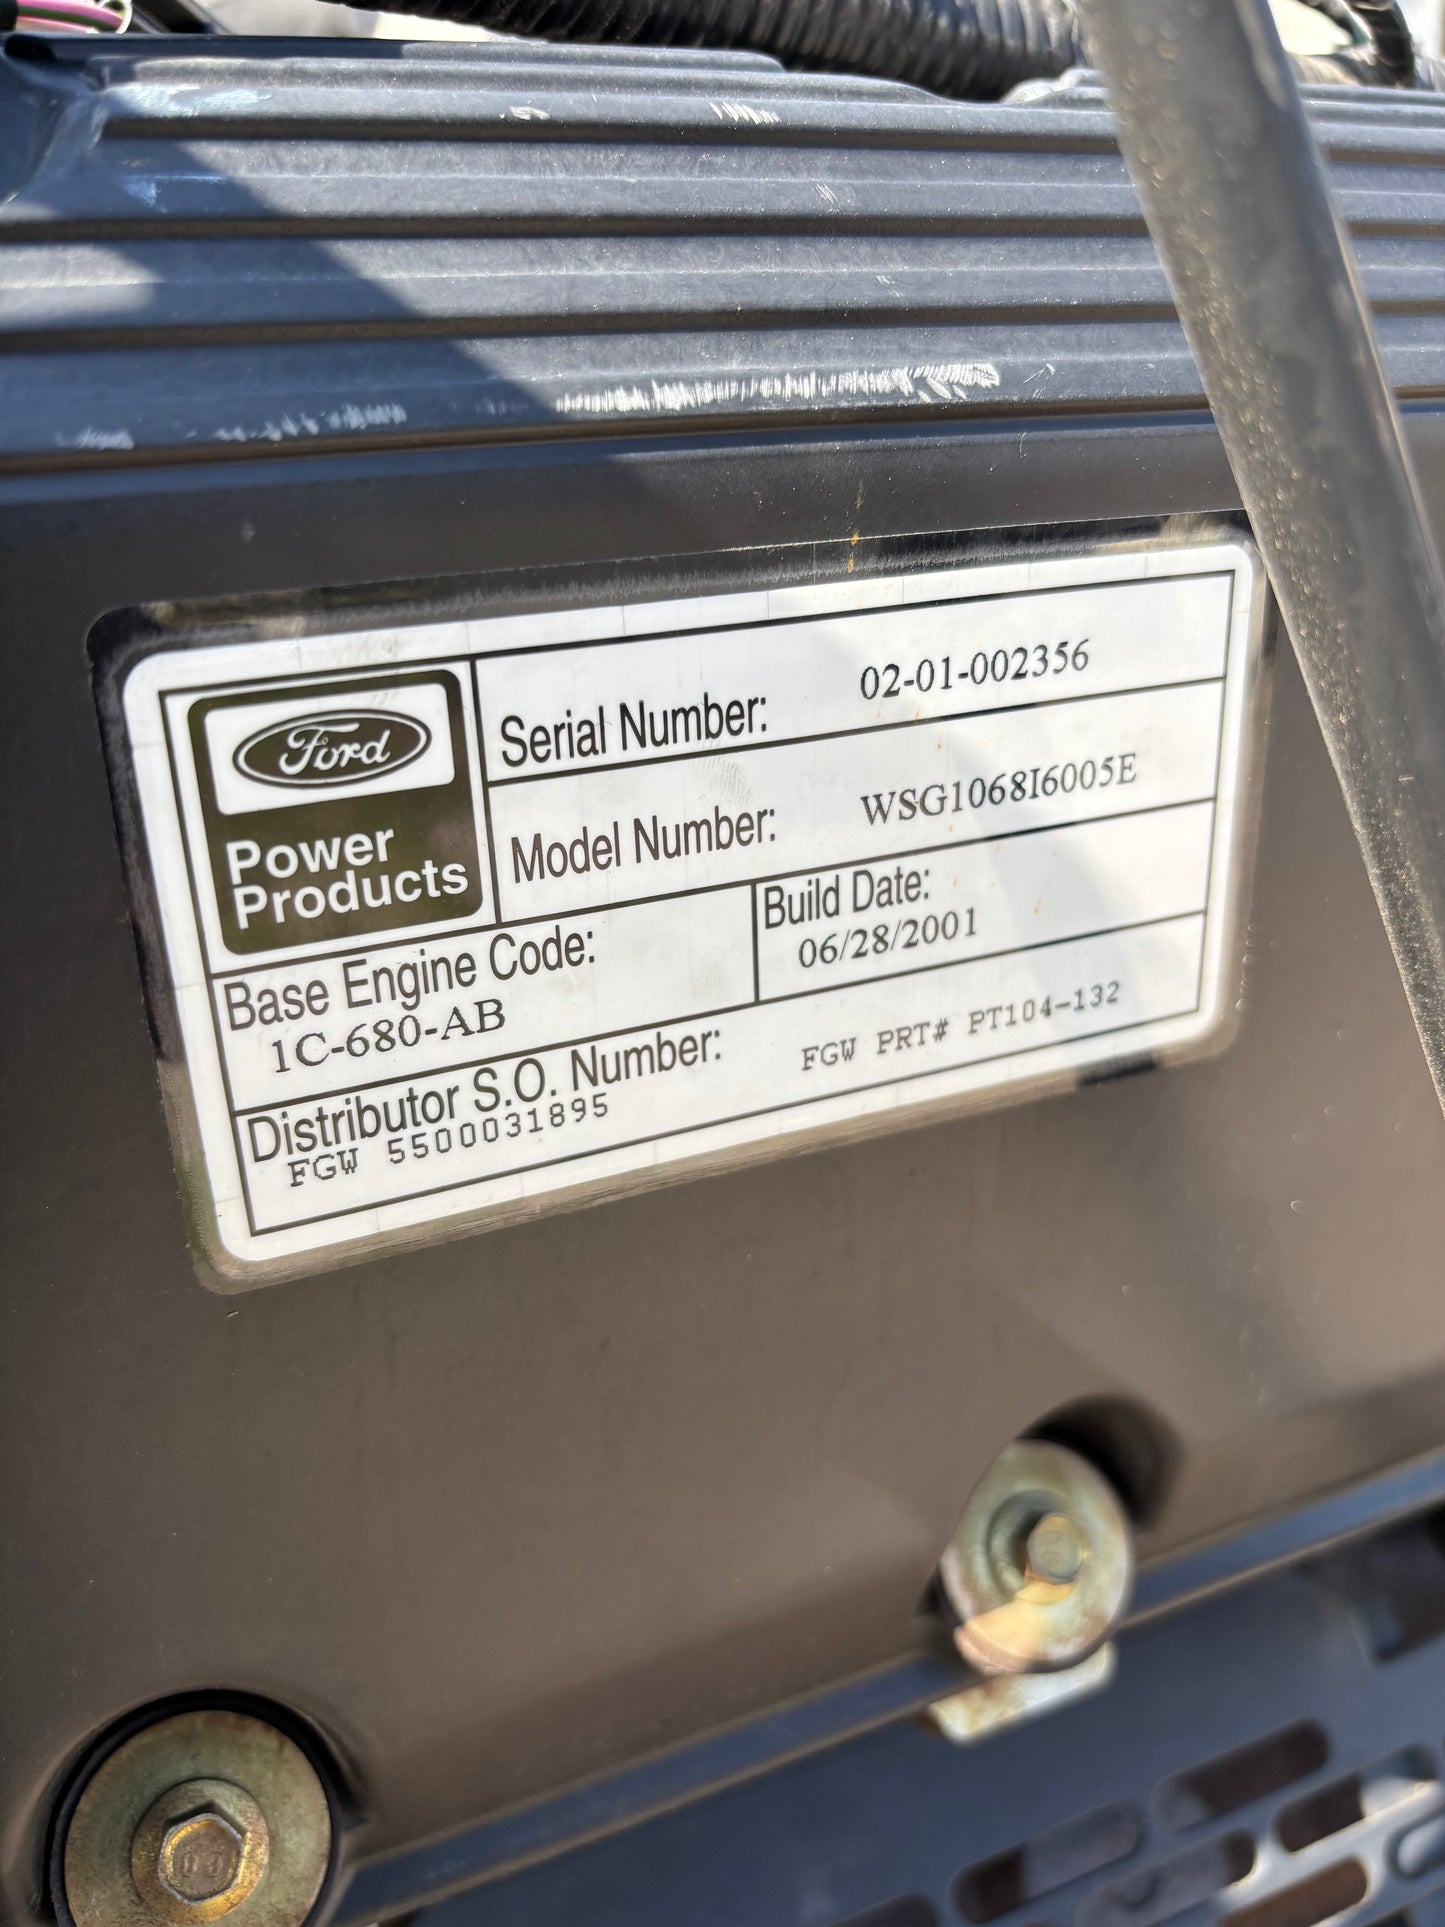 Ford
Power
Products
Serial Number: 02-01-002356
Model Number: WSG1068I6005E
Base Engine Code:
1C-680-AB
Build Date:
06/28/2001
Distributor S.O. Number:
FGW 5500031895
FGW PRT# PT104-132